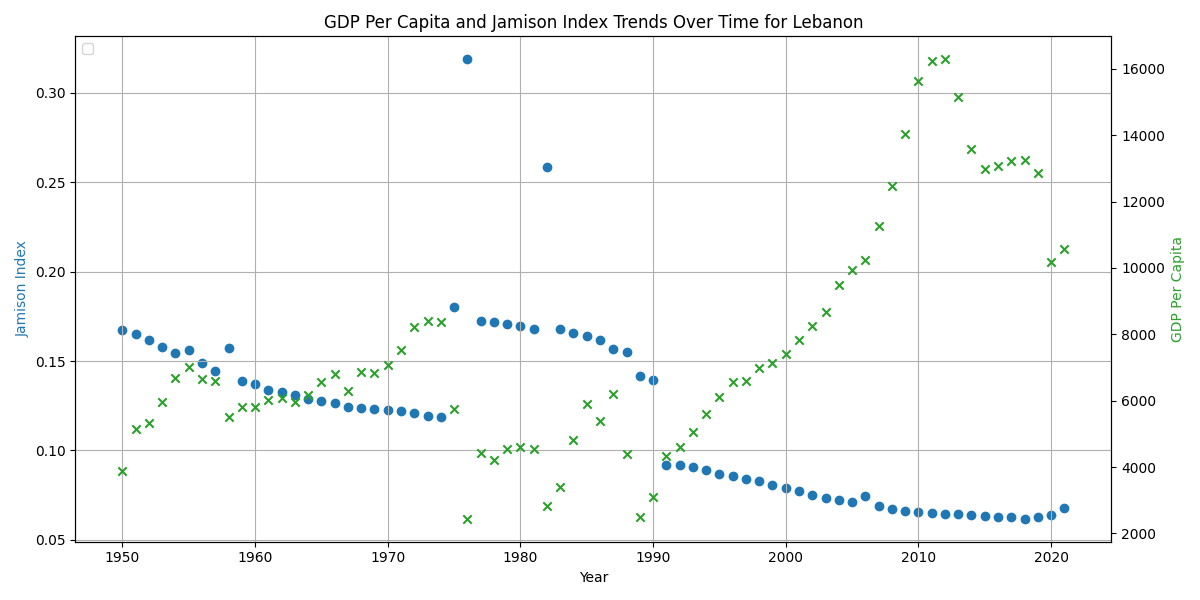 GDP Per Capita and Jamison Index Trends Over Time for Lebanon
Jamison Index
0.30
0.25
0.20
0.15
0.10
0.05
16000
14000
12000
10000
8000
6000
4000
2000
GDP Per Capita
1950 1960 1970 1980 1990 2000 2010 2020
Year